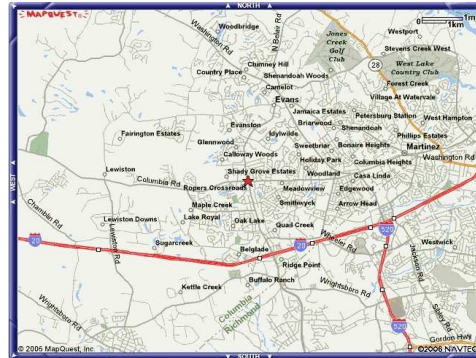 NORTH
MAPQUEST
Woodbridge
Washington Rd
N Belair Rd
1mi
1km
Jones
Creek
Golf
Club
Westport
Stevens Creek West
Chimney Hill
28
West Lake
Country Club
Country Place
Shenandoah Woods
Camelot
Forest Creek
Village At Watervale
Evans
Jamaica Estates
Petersburg Station
West Hampton
Evanston
Briarwood
Shenandoah
Fairington Estates
Idylwilde
Phillips Estates
Glennwood
Sweetbriar
Bonaire Heights
Martinez
Calloway Woods
Holiday Park
Columbia Heights
Washington Rd
Lewiston
Shady Grove Estates
Woodland
Casa Linda
WEST
Columbia Rd
Ropers Crossroads
Meadowview
Edgewood
Chamblin Rd
Maple Creek
Smithwyck
Arrow Head
Lewiston Downs
Lake Royal
Oak Lake
Quail Creek
520
20
Lewiston Rd
Sugarcreek
20
Wheeler Rd
Westwick
Belglade
Ridge Point
Jackson Rd
Kettle Creek
Buffalo Ranch
Wrightsboro Rd
Wrightsboro Rd
Columbia
Richmond
Sibley Rd
520
Gordon Hwy
© 2006 MapQuest, Inc.
©2006 NAVTEQ
SOUTH